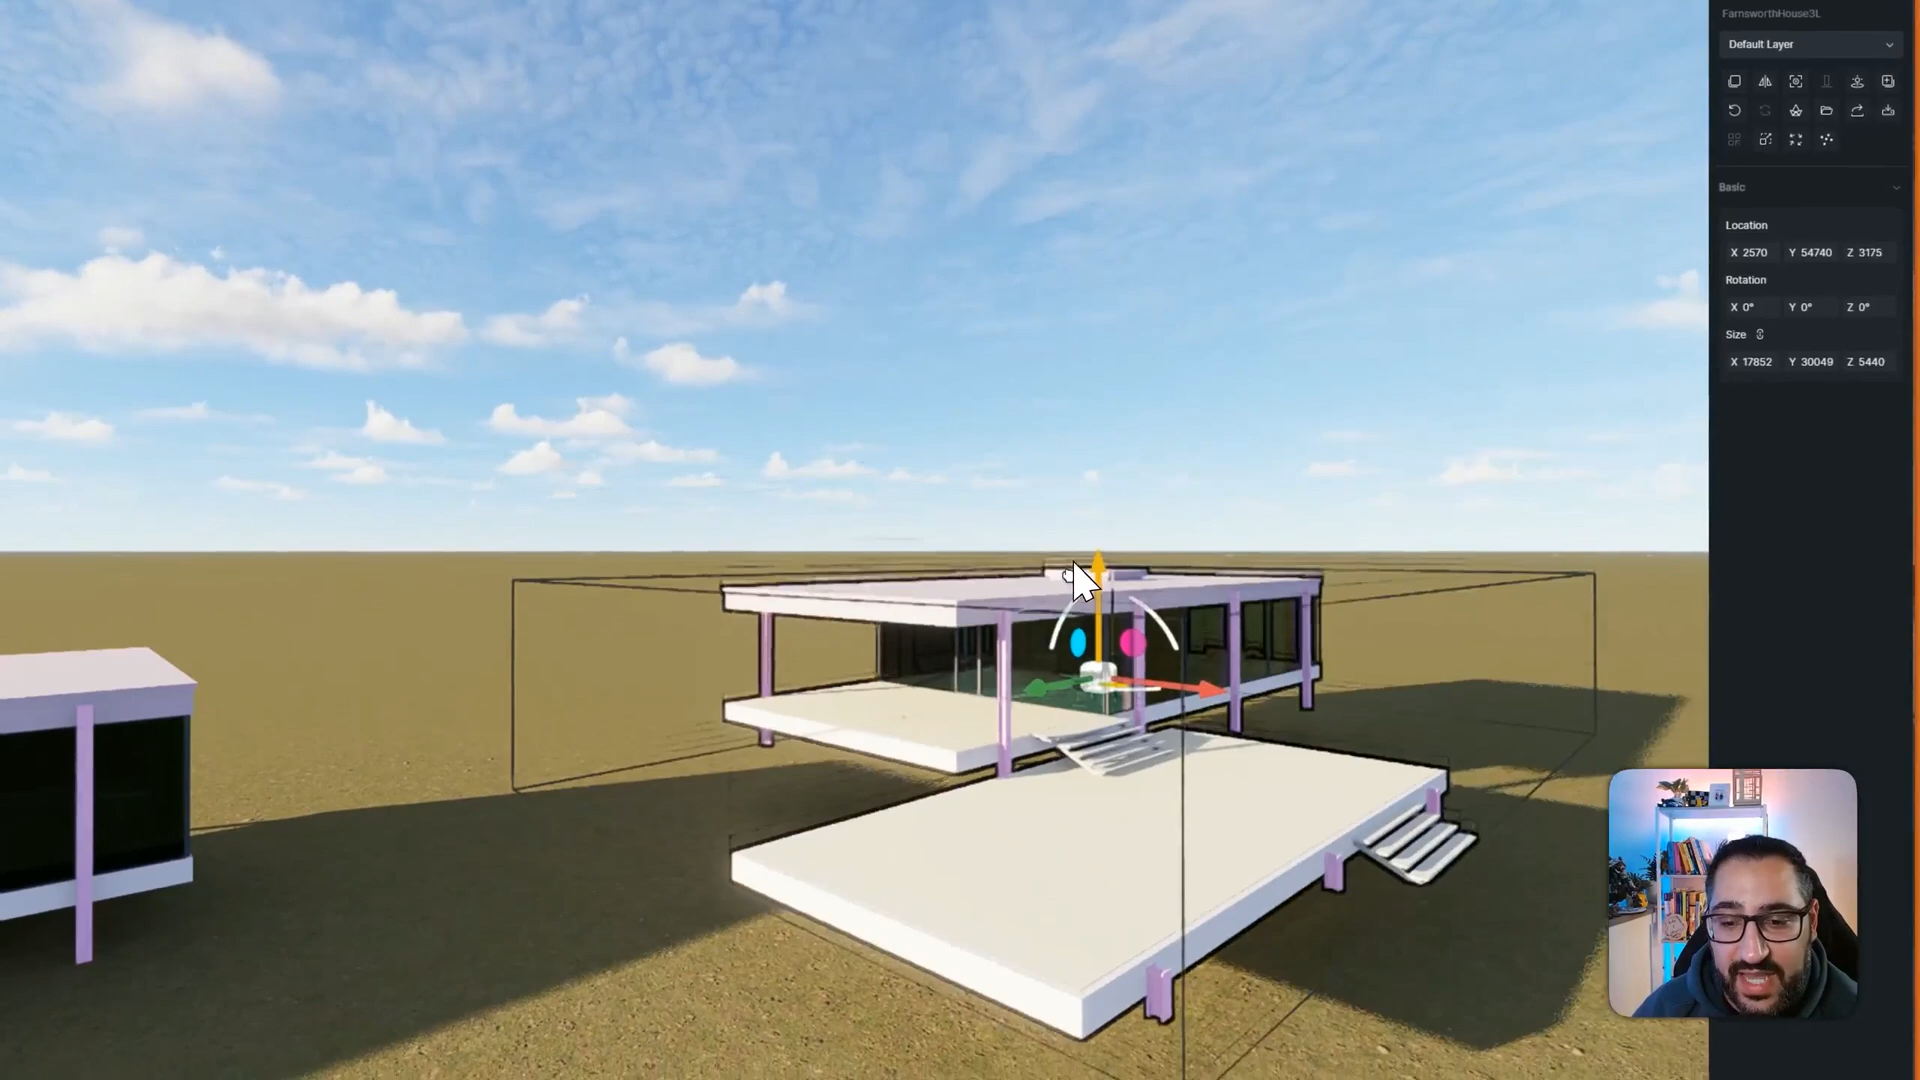 FarnsworthHouse3L
Default Layer
Basic
Location
X 2570 Y 54740 Z 3175
Rotation
X 0° Y 0° Z 0°
Size
X 17852 Y 30049 Z 5440